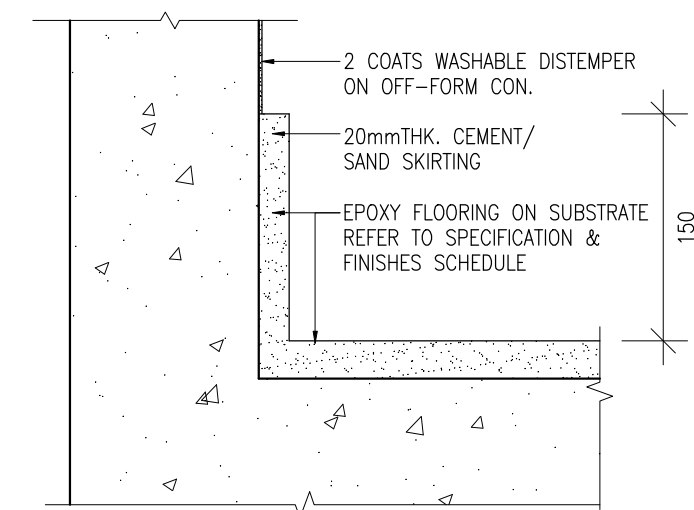 2 COATS WASHABLE DISTEMPER
ON OFF-FORM CON.
20mmTHK. CEMENT/
SAND SKIRTING
EPOXY FLOORING ON SUBSTRATE
REFER TO SPECIFICATION &
FINISHES SCHEDULE
150